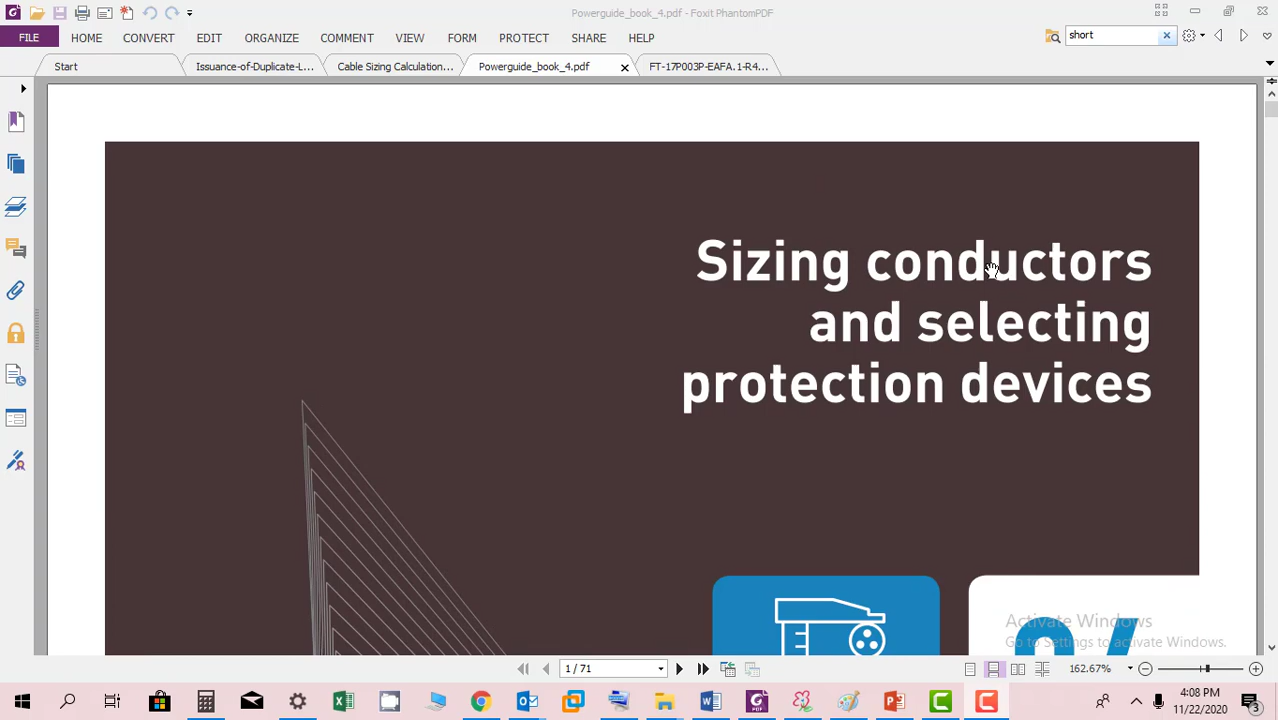 Powerguide_book_4.pdf - Foxit PhantomPDF
FILE
HOME
CONVERT
EDIT
ORGANIZE
COMMENT
VIEW
FORM
PROTECT
SHARE
HELP
short
Start
Issuance-of-Duplicate-L...
Cable Sizing Calculation...
Powerguide_book_4.pdf
FT-17P003P-EAFA.1-R4...
Sizing conductors
and selecting
protection devices
Activate Windows
Go to Settings to activate Windows.
1 / 71
162.67%
4:08 PM
11/22/2020
3